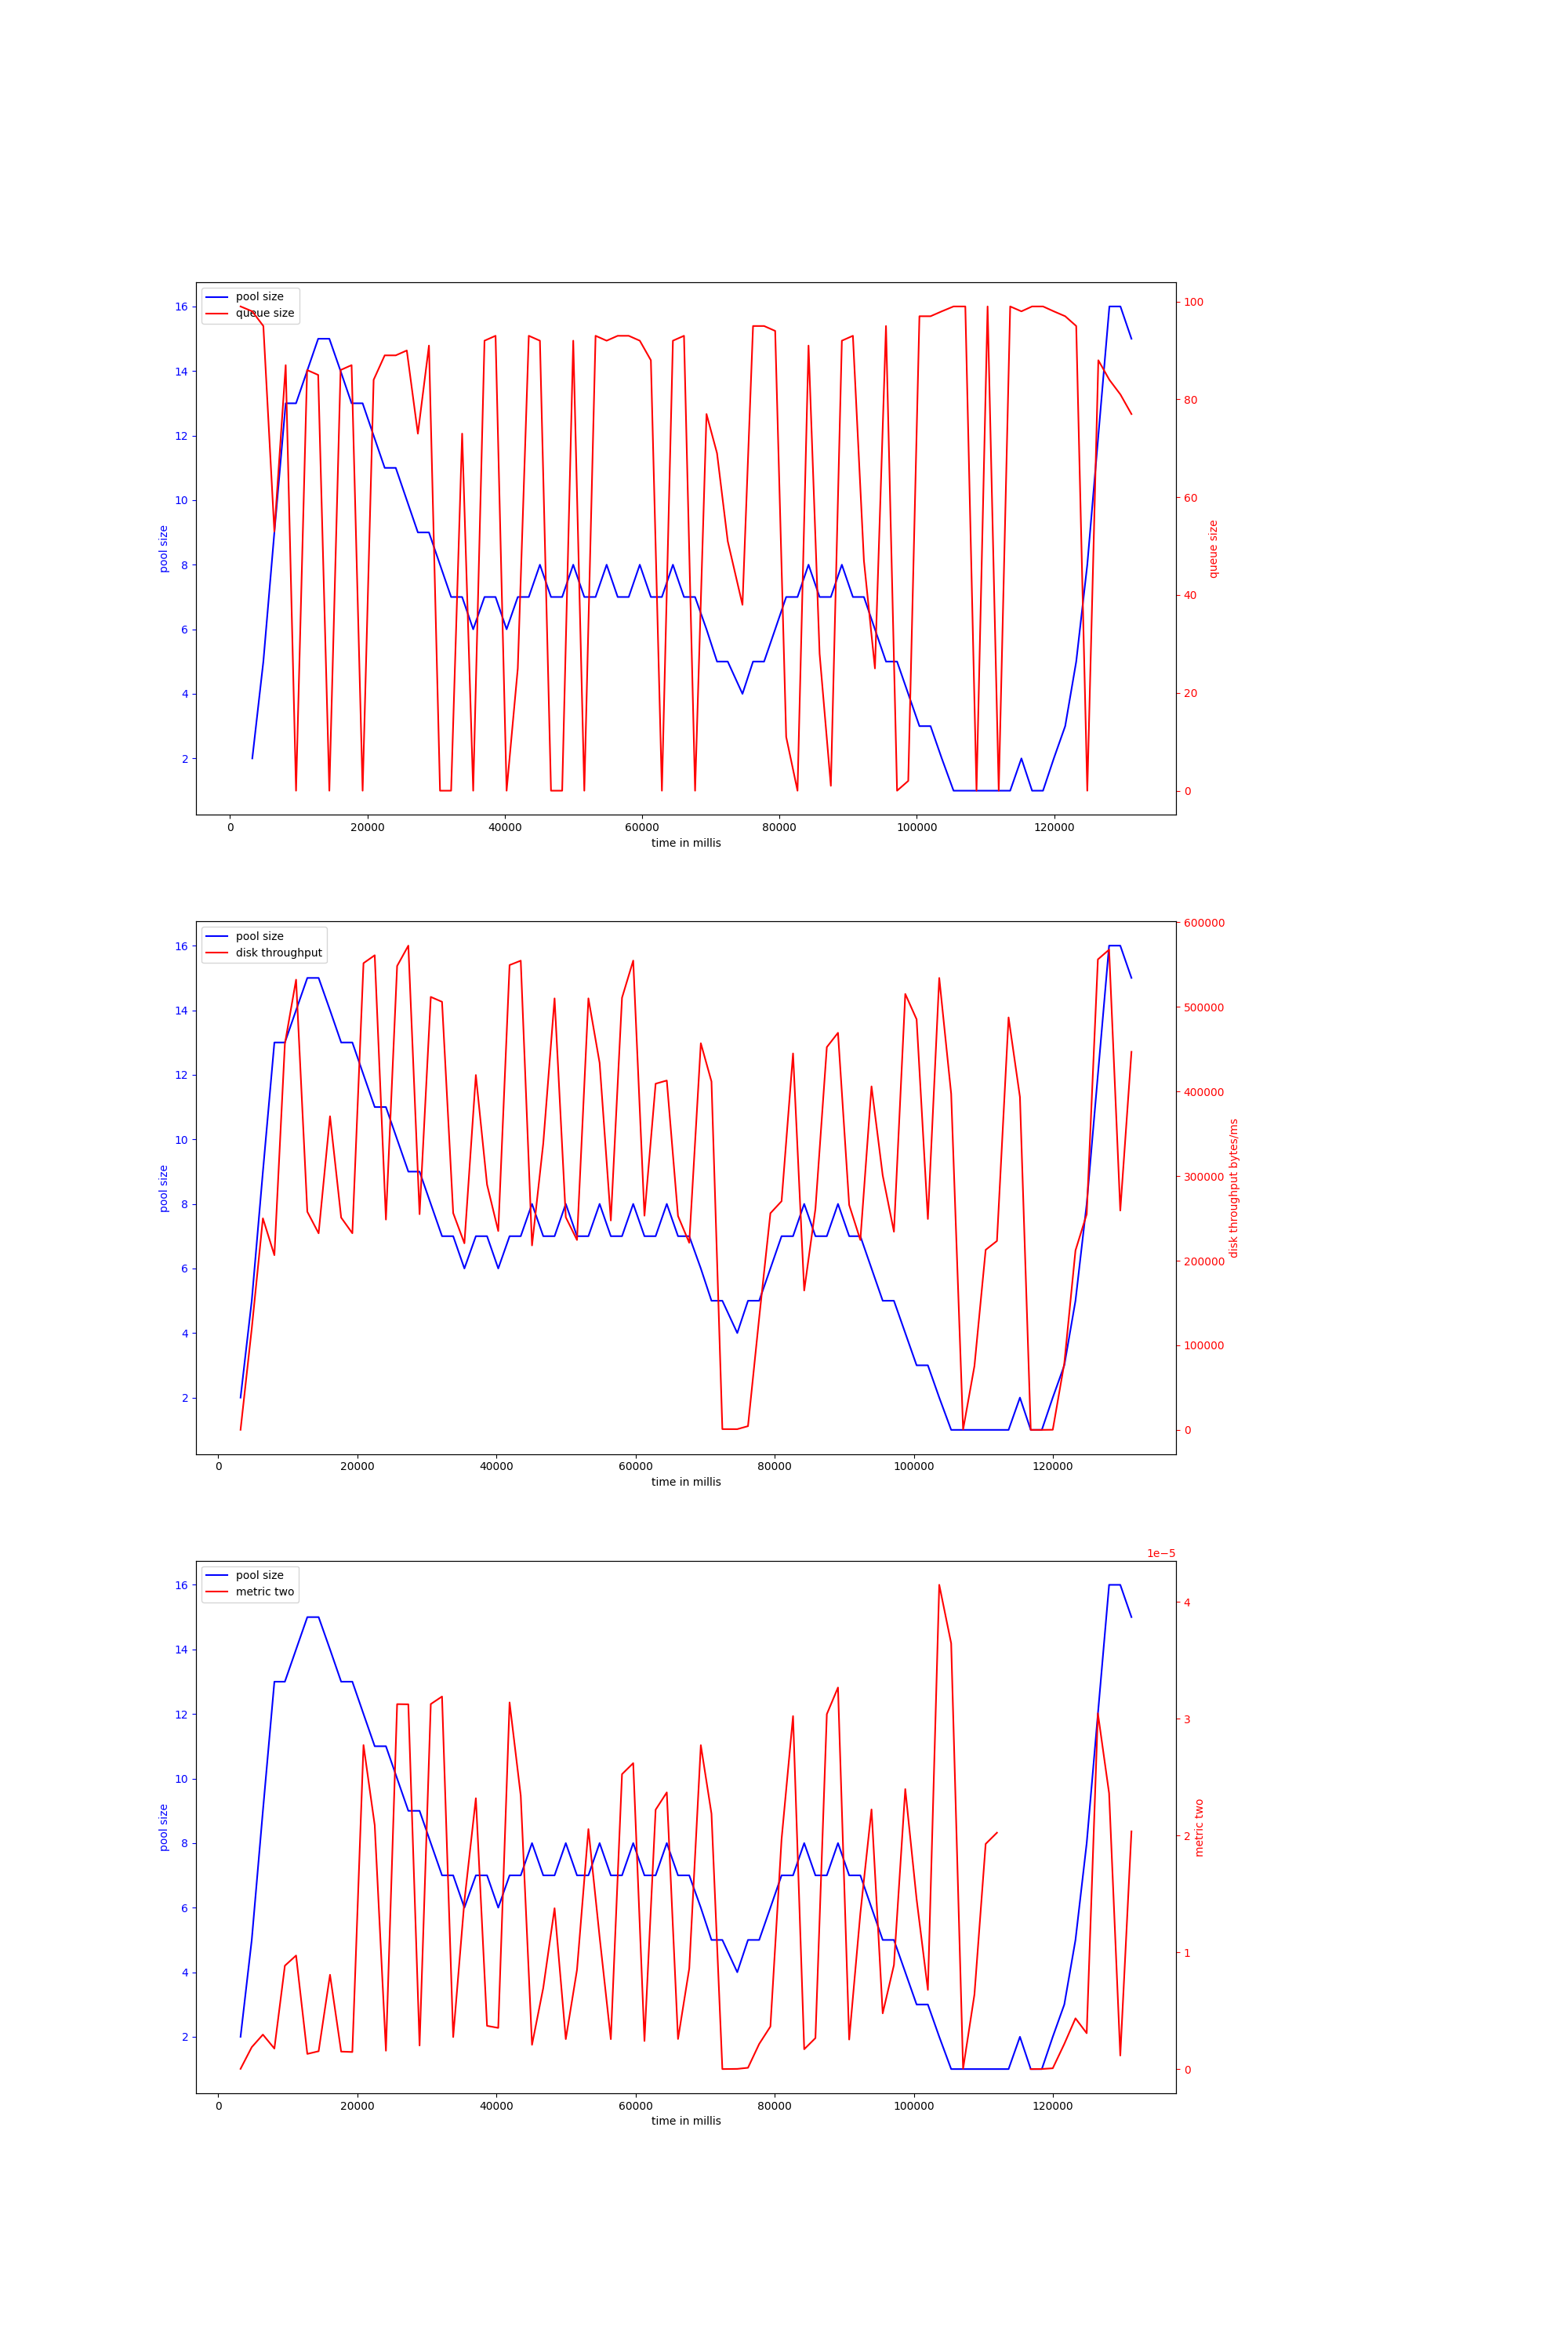 pool size
queue size
16
14
12
10
8
6
4
2
pool size
100
80
60
40
20
0
queue size
0 20000 40000 60000 80000 100000 120000
time in millis
pool size
disk throughput
16
14
12
10
8
6
4
2
pool size
600000
500000
400000
300000
200000
100000
0
disk throughput bytes/ms
0 20000 40000 60000 80000 100000 120000
time in millis
1e−5
pool size
metric two
16
14
12
10
8
6
4
2
pool size
4
3
2
1
0
metric two
0 20000 40000 60000 80000 100000 120000
time in millis